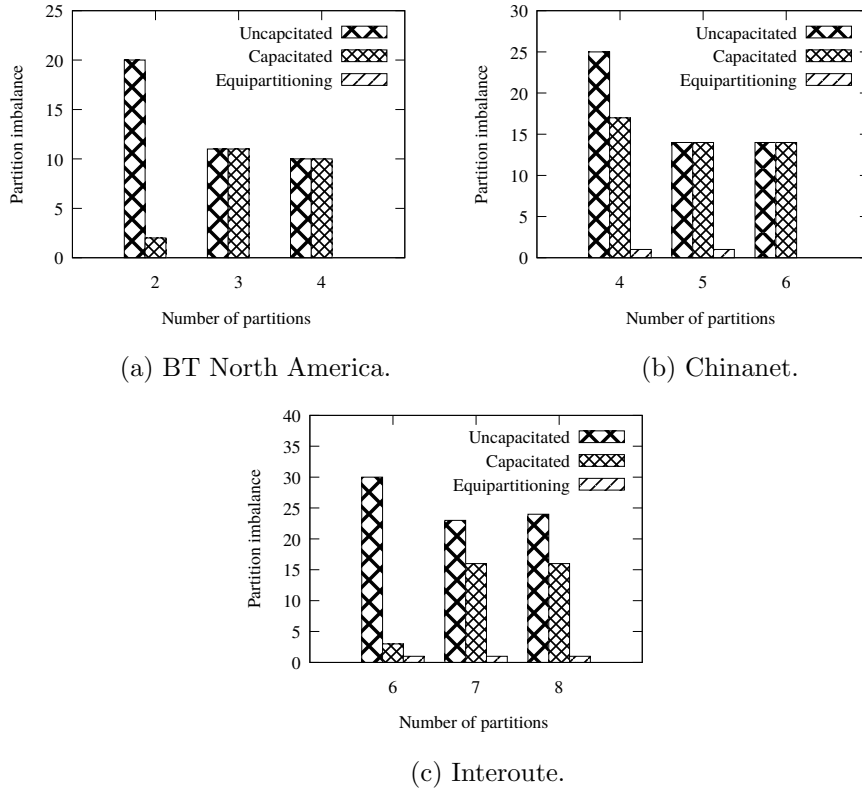 25
20
15
10
5
0
Partition imbalance
Uncapacitated
Capacitated
Equipartitioning
2 3 4
Number of partitions
(a) BT North America.
30
25
20
15
10
5
0
Partition imbalance
Uncapacitated
Capacitated
Equipartitioning
4 5 6
Number of partitions
(b) Chinanet.
40
35
30
25
20
15
10
5
0
Partition imbalance
Uncapacitated
Capacitated
Equipartitioning
6 7 8
Number of partitions
(c) Interoute.